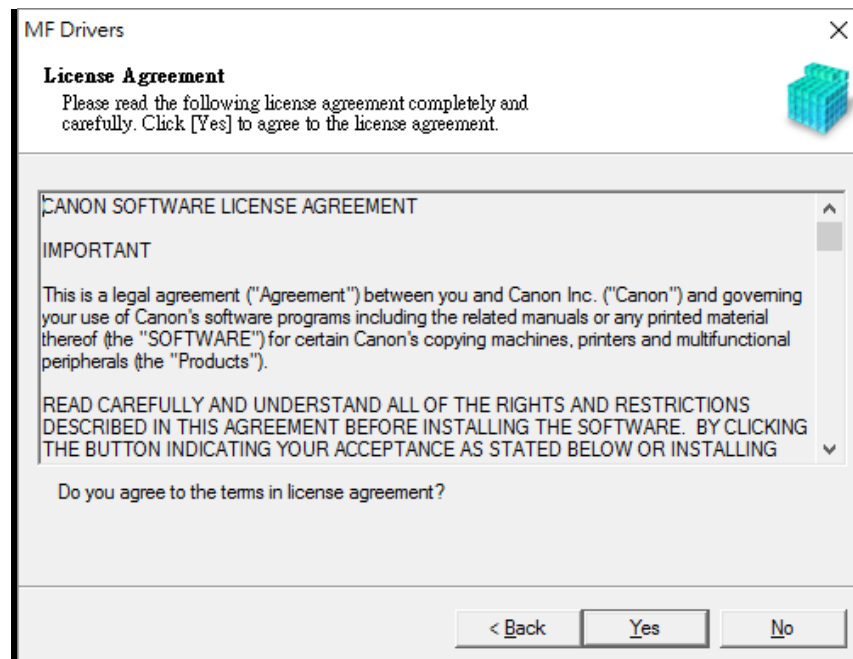 MF Drivers
License Agreement
Please read the following license agreement completely and
carefully. Click [Yes] to agree to the license agreement.
CANON SOFTWARE LICENSE AGREEMENT
IMPORTANT
This is a legal agreement ("Agreement") between you and Canon Inc. ("Canon") and governing
your use of Canon's software programs including the related manuals or any printed material
thereof (the "SOFTWARE") for certain Canon's copying machines, printers and multifunctional
peripherals (the "Products").
READ CAREFULLY AND UNDERSTAND ALL OF THE RIGHTS AND RESTRICTIONS
DESCRIBED IN THIS AGREEMENT BEFORE INSTALLING THE SOFTWARE.  BY CLICKING
THE BUTTON INDICATING YOUR ACCEPTANCE AS STATED BELOW OR INSTALLING
Do you agree to the terms in license agreement?
< Back Yes No